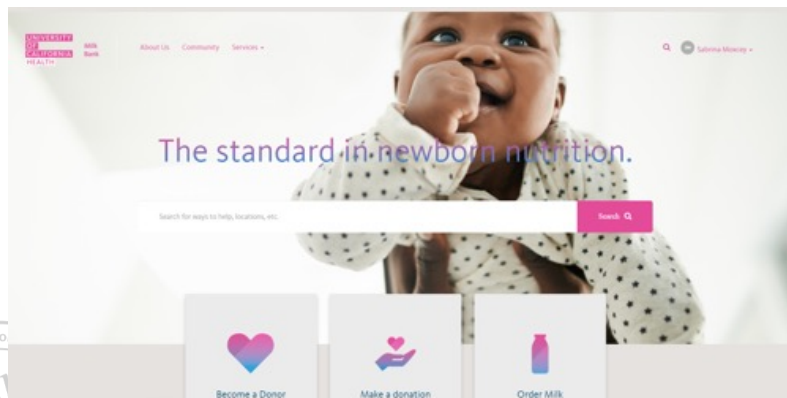 UNIVERSITY
OF
CALIFORNIA
HEALTH
Milk
Bank
About Us Community Services
Sabrina Mowcey
The standard in newborn nutrition.
Search for ways to help, locations, etc.
Search
Become a Donor
Make a donation
Order Milk